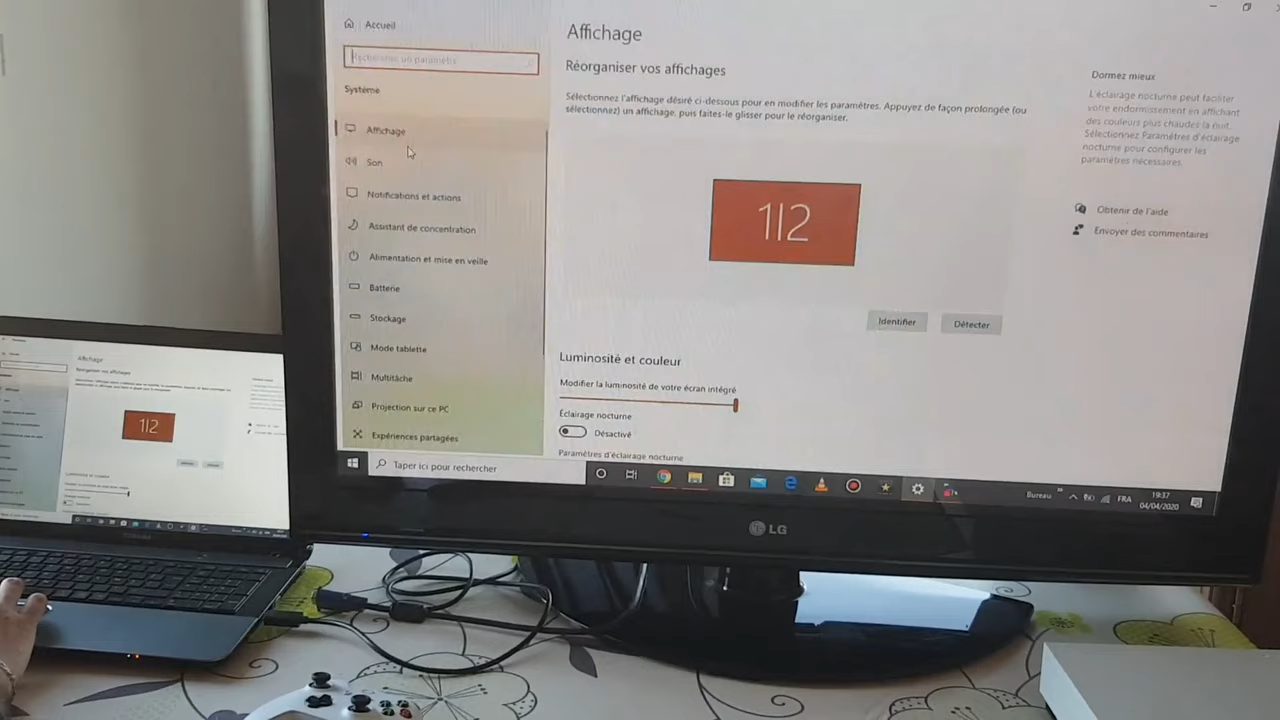 Accueil
Rechercher un paramètre
Système
Affichage
Son
Notifications et actions
Assistant de concentration
Alimentation et mise en veille
Batterie
Stockage
Mode tablette
Multitâche
Projection sur ce PC
Expériences partagées
Affichage
Réorganiser vos affichages
Sélectionnez l'affichage désiré ci-dessous pour en modifier les paramètres. Appuyez de façon prolongée (ou
sélectionnez) un affichage, puis faites-le glisser pour le réorganiser.
1|2
Identifier
Détecter
Luminosité et couleur
Modifier la luminosité de votre écran intégré
Éclairage nocturne
Désactivé
Paramètres d'éclairage nocturne
Dormez mieux
L'éclairage nocturne peut faciliter
votre endormissement en affichant
des couleurs plus chaudes la nuit.
Sélectionnez Paramètres d'éclairage
nocturne pour configurer les
paramètres nécessaires.
Obtenir de l'aide
Envoyer des commentaires
Taper ici pour rechercher
Bureau
FRA
19:37
04/04/2020
LG
Affichage
Réorganiser vos affichages
1|2
TOSHIBA